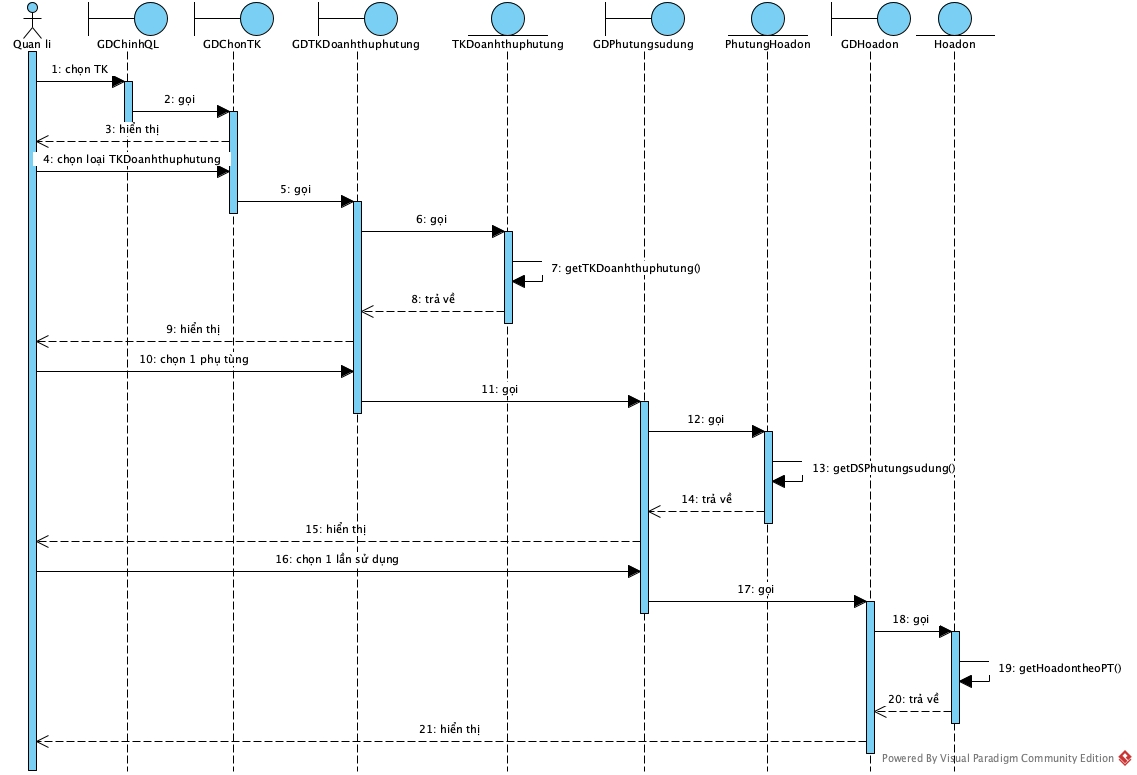 Quan li
GDChinhQL
GDChonTK
GDTKDoanhthuphutung
TKDoanhthuphutung
GDPhutungsudung
PhutungHoadon
GDHoadon
Hoadon
1: chọn TK
2: gọi
3: hiển thị
4: chọn loại TKDoanhthuphutung
5: gọi
6: gọi
7: getTKDoanhthuphutung()
8: trả về
9: hiển thị
10: chọn 1 phụ tùng
11: gọi
12: gọi
13: getDSPhutungsudung()
14: trả về
15: hiển thị
16: chọn 1 lần sử dụng
17: gọi
18: gọi
19: getHoadontheoPT()
20: trả về
21: hiển thị
Powered By Visual Paradigm Community Edition